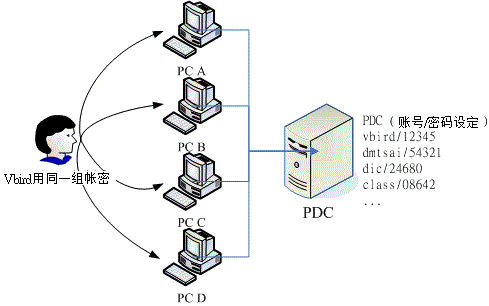 PC A
PC B
PC C
PC D
Vbird用同一组帐密
PDC
PDC（账号/密码设定）
vbird/12345
dmtsai/54321
dic/24680
class/08642
...